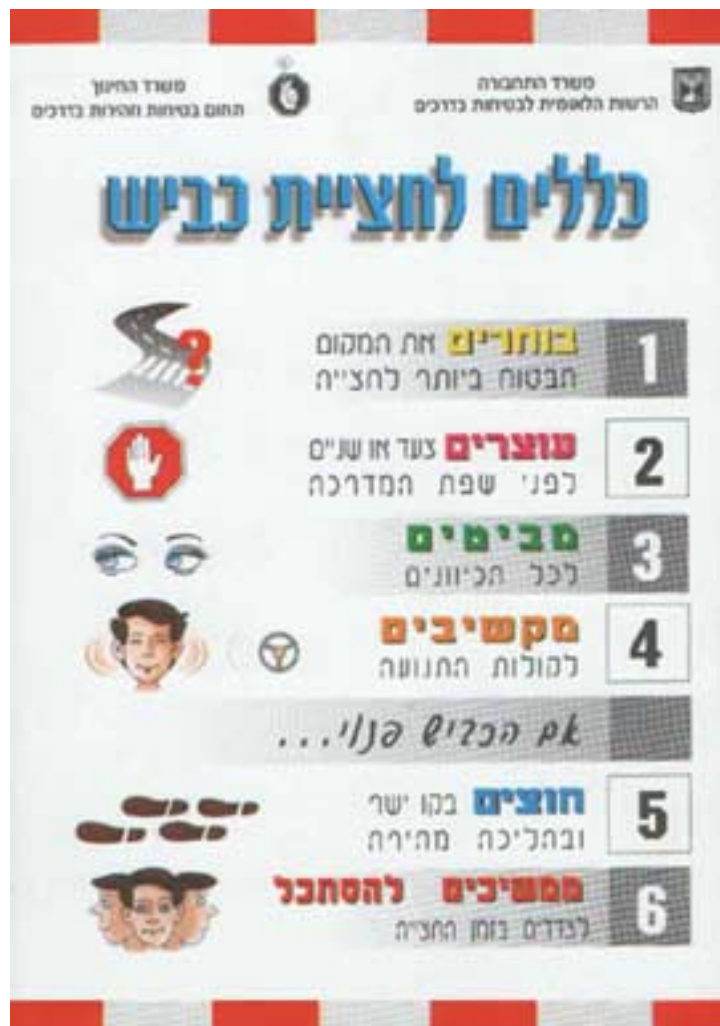 משרד התחבורה
הרשות הלאומית לבטיחות בדרכים
משרד החינוך
תחום בטיחות וזהירות בדרכים
כללים לחציית כביש
1
בוחרים את המקום
הבטוח ביותר לחצייה
2
עוצרים צעד או שניים
לפני שפת המדרכה
3
מביטים
לכל הכיוונים
4
מקשיבים
לקולות התנועה
אם הכביש פנוי...
5
חוצים בקו ישר
ובהליכה מהירה
6
ממשיכים להסתכל
לצדדים בזמן החצייה